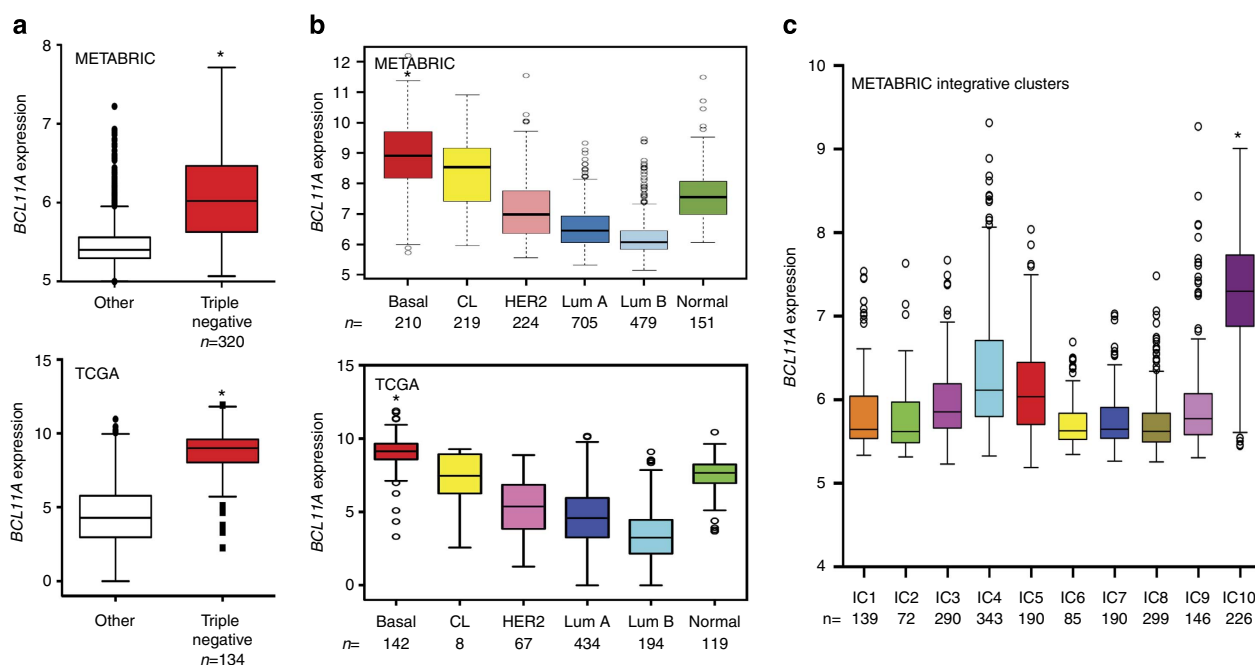 a
METABRIC
*
BCL11A expression
8
7
6
5
Other
Triple
negative
n=320
TCGA
*
BCL11A expression
15
10
5
0
Other
Triple
negative
n=134
b
METABRIC
*
BCL11A expression
12
11
10
9
8
7
6
5
Basal CL HER2 Lum A Lum B Normal
n= 210 219 224 705 479 151
TCGA
*
BCL11A expression
15
10
5
0
Basal CL HER2 Lum A Lum B Normal
n= 142 8 67 434 194 119
c
METABRIC integrative clusters
*
BCL11A expression
10
9
8
7
6
5
4
IC1 IC2 IC3 IC4 IC5 IC6 IC7 IC8 IC9 IC10
n= 139 72 290 343 190 85 190 299 146 226